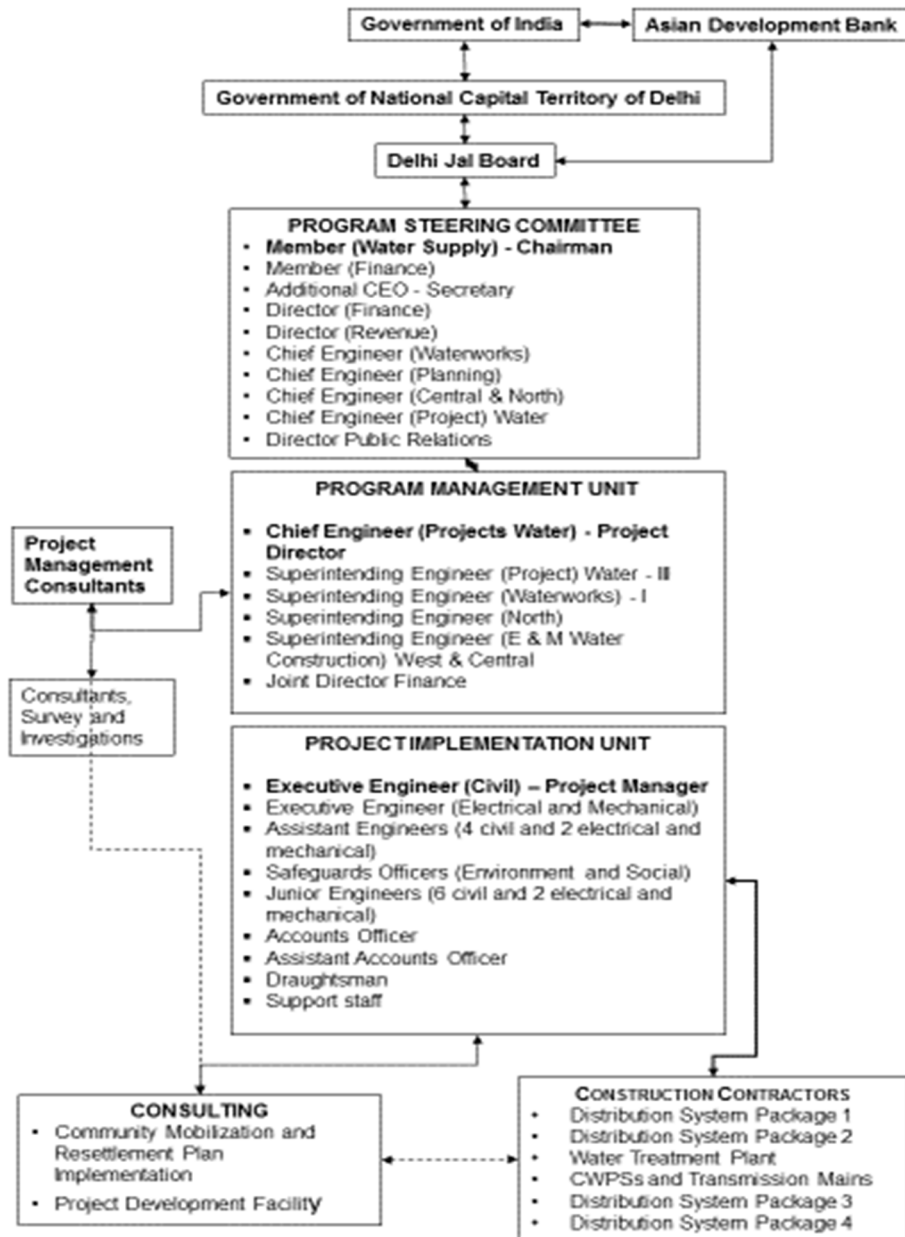 Government of India
Asian Development Bank
Government of National Capital Territory of Delhi
Delhi Jal Board
PROGRAM STEERING COMMITTEE
• Member (Water Supply) - Chairman
• Member (Finance)
• Additional CEO - Secretary
• Director (Finance)
• Director (Revenue)
• Chief Engineer (Waterworks)
• Chief Engineer (Planning)
• Chief Engineer (Central & North)
• Chief Engineer (Project) Water
• Director Public Relations
PROGRAM MANAGEMENT UNIT
▪ Chief Engineer (Projects Water) - Project
Director
▪ Superintending Engineer (Project) Water - III
▪ Superintending Engineer (Waterworks) - I
▪ Superintending Engineer (North)
▪ Superintending Engineer (E & M Water
Construction) West & Central
▪ Joint Director Finance
Project
Management
Consultants
Consultants,
Survey and
Investigations
PROJECT IMPLEMENTATION UNIT
▪ Executive Engineer (Civil) – Project Manager
▪ Executive Engineer (Electrical and Mechanical)
▪ Assistant Engineers (4 civil and 2 electrical and
mechanical)
▪ Safeguards Officers (Environment and Social)
▪ Junior Engineers (6 civil and 2 electrical and
mechanical)
▪ Accounts Officer
▪ Assistant Accounts Officer
▪ Draughtsman
▪ Support staff
CONSULTING
• Community Mobilization and
Resettlement Plan
Implementation
• Project Development Facility
CONSTRUCTION CONTRACTORS
• Distribution System Package 1
• Distribution System Package 2
• Water Treatment Plant
• CWPSs and Transmission Mains
• Distribution System Package 3
• Distribution System Package 4